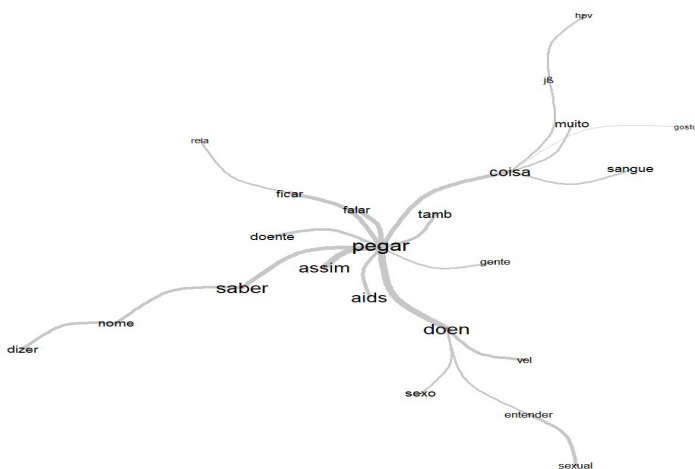 hpv
jß
muito
gosto
coisa
sangue
rela
ficar
falar
tamb
doente
pegar
gente
assim
saber
aids
nome
doen
dizer
vel
sexo
entender
sexual